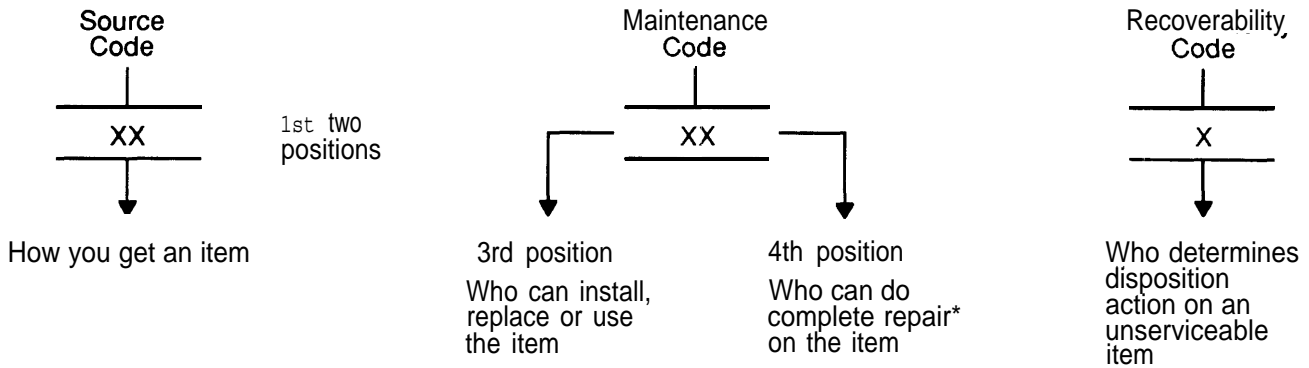 Source
Code
XX
1st two
positions
How you get an item
Maintenance
Code
XX
3rd position
Who can install,
replace or use
the item
4th position
Who can do
complete repair*
on the item
Recoverability
Code
X
Who determines
disposition
action on an
unserviceable
item